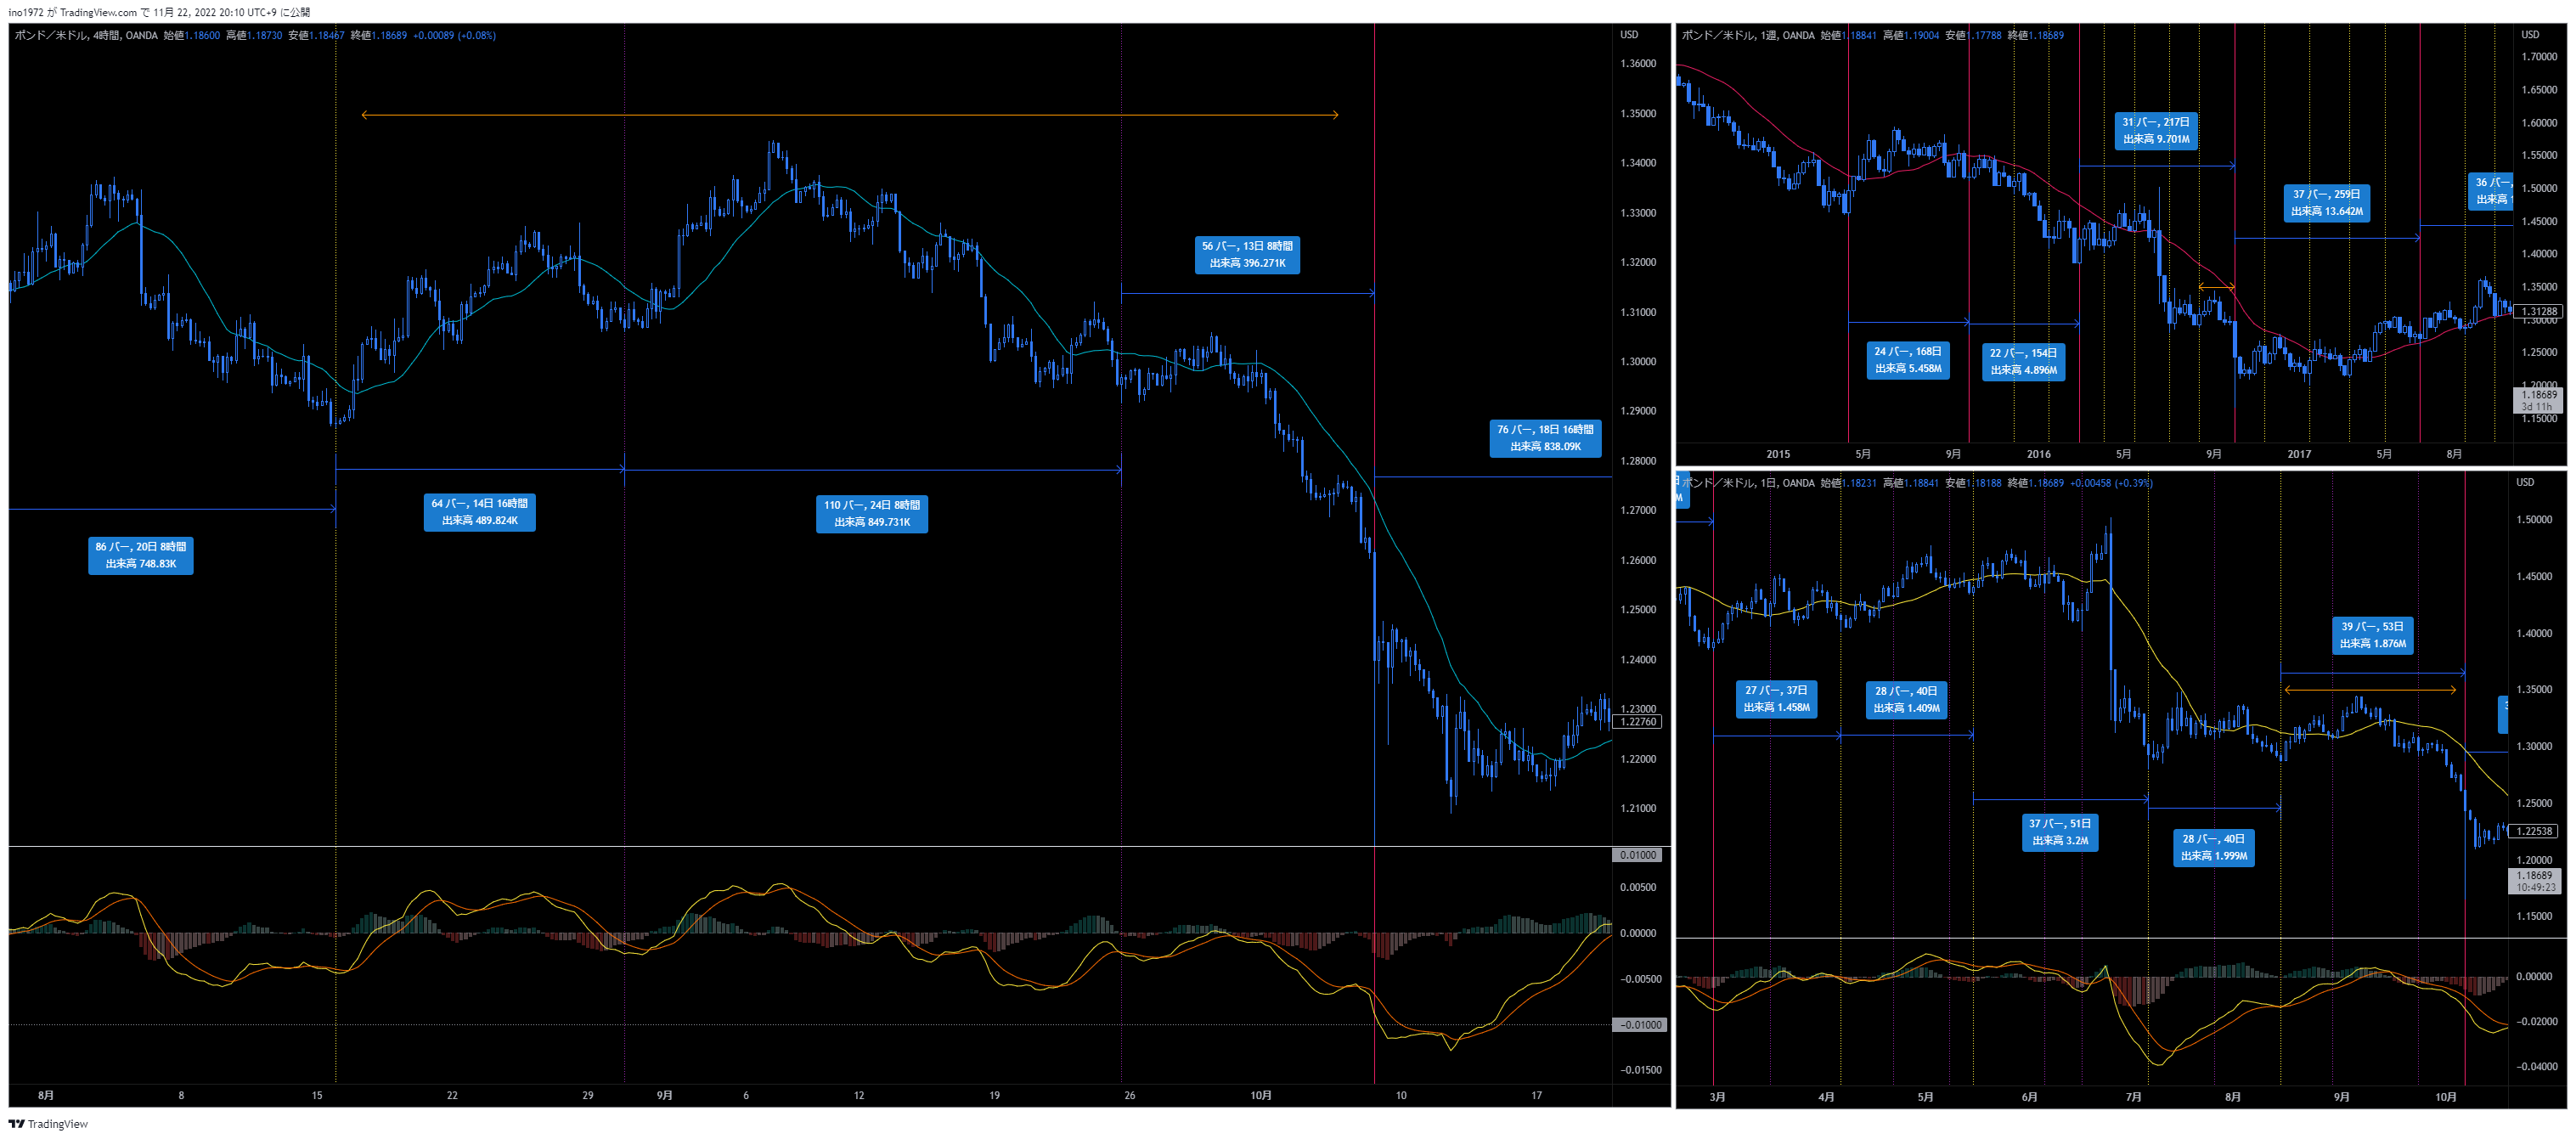 ino1972 が TradingView.com で 11月 22, 2022 20:10 UTC+9 に公開
ポンド／米ドル, 4時間, OANDA 始値1.18600 高値1.18730 安値1.18467 終値1.18689 +0.00089 (+0.08%)
USD
1.36000
1.35000
1.34000
1.33000
1.32000
1.31000
1.30000
1.29000
1.28000
1.27000
1.26000
1.25000
1.24000
1.23000
1.22760
1.22000
1.21000
56 バー, 13日 8時間
出来高 396.271K
76 バー, 18日 16時間
出来高 838.09K
64 バー, 14日 16時間
出来高 489.824K
110 バー, 24日 8時間
出来高 849.731K
86 バー, 20日 8時間
出来高 748.83K
0.01000
0.00500
0.00000
−0.00500
−0.01000
−0.01500
8月 8 15 22 29 9月 6 12 19 26 10月 10 17
ポンド／米ドル, 1週, OANDA 始値1.18841 高値1.19004 安値1.17788 終値1.18689
USD
1.70000
1.65000
1.60000
1.55000
1.50000
1.45000
1.40000
1.35000
1.31288
1.30000
1.25000
1.20000
1.18689
3d 11h
1.15000
31 バー, 217日
出来高 9.701M
37 バー, 259日
出来高 13.642M
36 バー,
出来高 1
24 バー, 168日
出来高 5.458M
22 バー, 154日
出来高 4.896M
2015 5月 9月 2016 5月 9月 2017 5月 8月
日
M
ポンド／米ドル, 1日, OANDA 始値1.18231 高値1.18841 安値1.18188 終値1.18689 +0.00458 (+0.39%)
USD
1.50000
1.45000
1.40000
1.35000
1.30000
1.25000
1.22538
1.20000
1.18689
10:49:23
1.15000
39 バー, 53日
出来高 1.876M
27 バー, 37日
出来高 1.458M
28 バー, 40日
出来高 1.409M
37 バー, 51日
出来高 3.2M
28 バー, 40日
出来高 1.999M
0.00000
−0.02000
−0.04000
3月 4月 5月 6月 7月 8月 9月 10月
TradingView